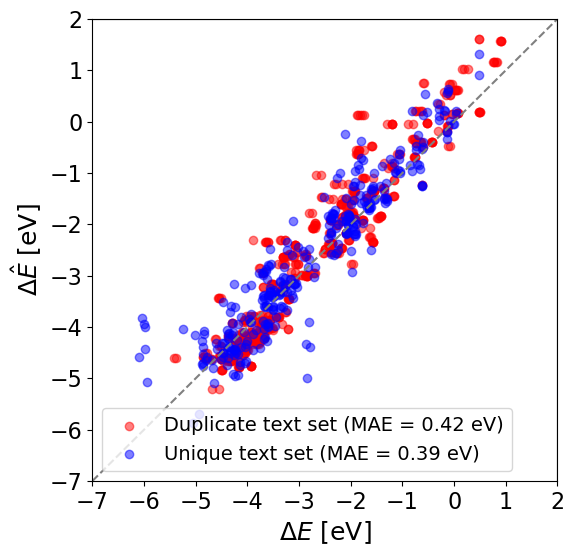 2
1
0
−1
−2
−3
−4
−5
−6
−7
ΔÊ [eV]
Duplicate text set (MAE = 0.42 eV)
Unique text set (MAE = 0.39 eV)
−7 −6 −5 −4 −3 −2 −1 0 1 2
ΔE [eV]